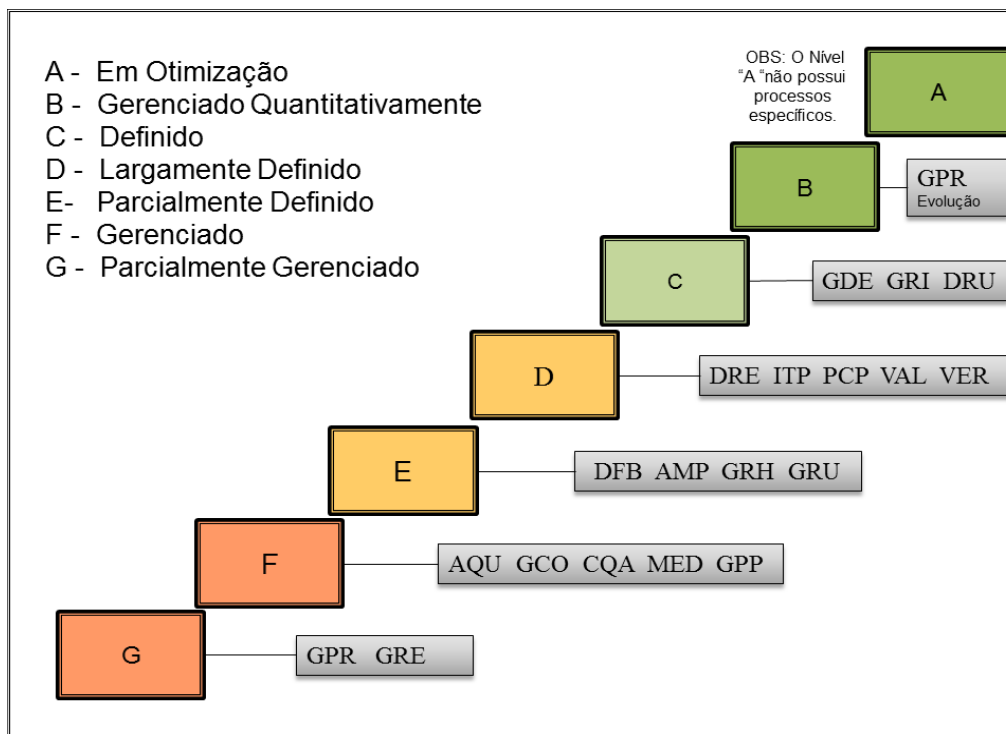 A - Em Otimização
B - Gerenciado Quantitativamente
C - Definido
D - Largamente Definido
E- Parcialmente Definido
F - Gerenciado
G - Parcialmente Gerenciado
OBS: O Nível
“A “não possui
processos
específicos.
A
B
GPR
Evolução
C
GDE GRI DRU
D
DRE ITP PCP VAL VER
E
DFB AMP GRH GRU
F
AQU GCO CQA MED GPP
G
GPR GRE